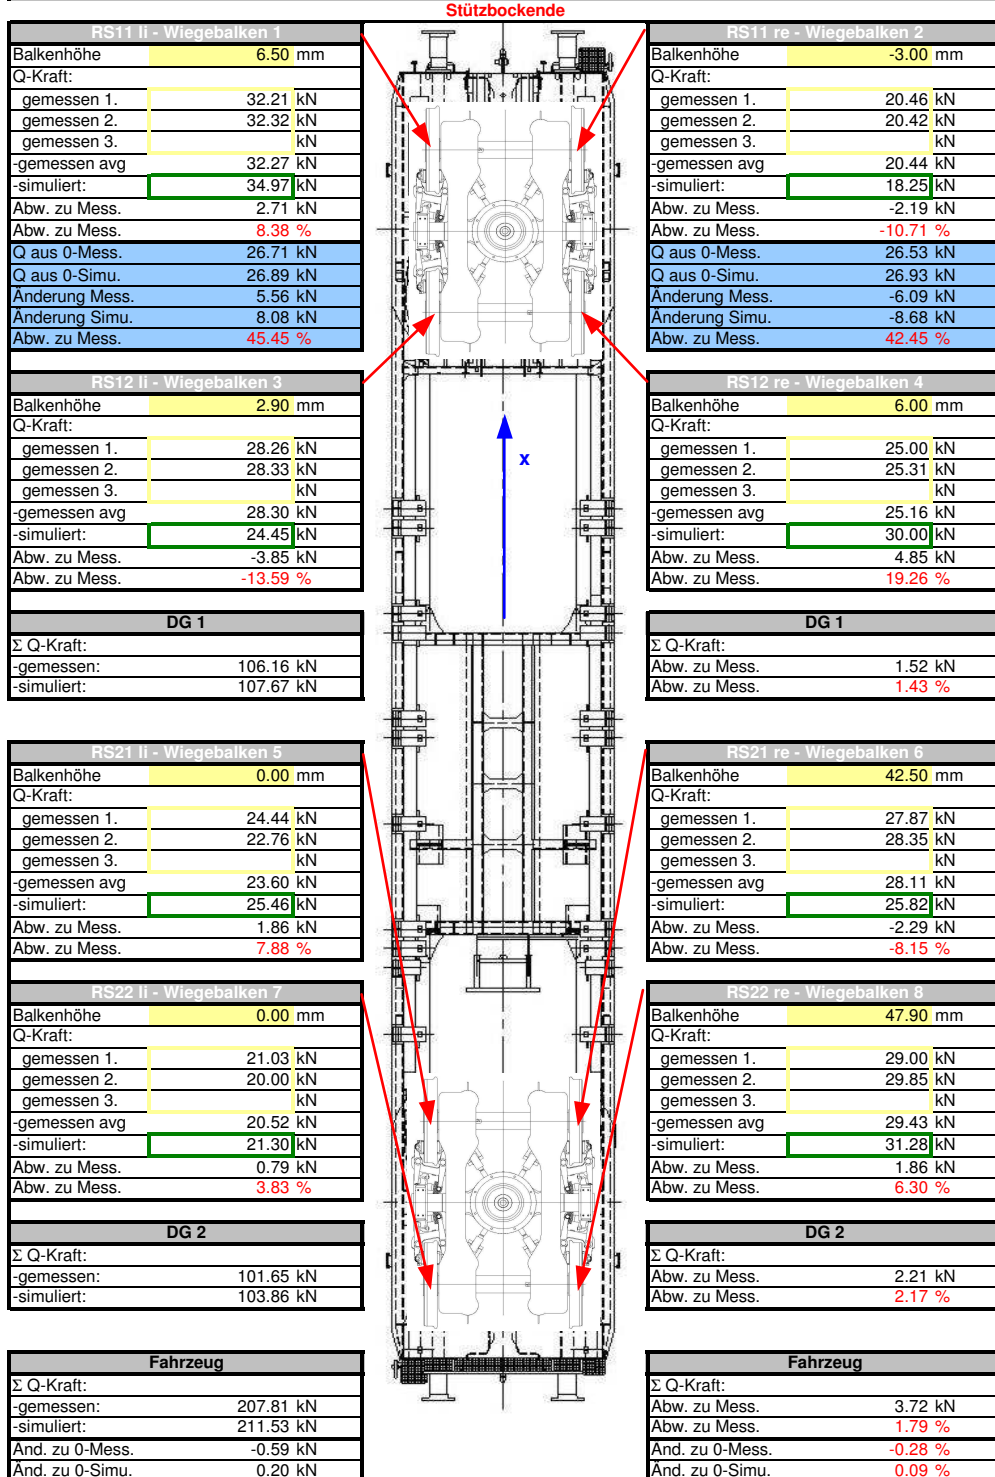 Stützbockende
RS11 li - Wiegebalken 1
Balkenhöhe 6.50 mm
Q-Kraft:
gemessen 1. 32.21 kN
gemessen 2. 32.32 kN
gemessen 3. kN
-gemessen avg 32.27 kN
-simuliert: 34.97 kN
Abw. zu Mess. 2.71 kN
Abw. zu Mess. 8.38 %
Q aus 0-Mess. 26.71 kN
Q aus 0-Simu. 26.89 kN
Änderung Mess. 5.56 kN
Änderung Simu. 8.08 kN
Abw. zu Mess. 45.45 %
RS11 re - Wiegebalken 2
Balkenhöhe -3.00 mm
Q-Kraft:
gemessen 1. 20.46 kN
gemessen 2. 20.42 kN
gemessen 3. kN
-gemessen avg 20.44 kN
-simuliert: 18.25 kN
Abw. zu Mess. -2.19 kN
Abw. zu Mess. -10.71 %
Q aus 0-Mess. 26.53 kN
Q aus 0-Simu. 26.93 kN
Änderung Mess. -6.09 kN
Änderung Simu. -8.68 kN
Abw. zu Mess. 42.45 %
RS12 li - Wiegebalken 3
Balkenhöhe 2.90 mm
Q-Kraft:
gemessen 1. 28.26 kN
gemessen 2. 28.33 kN
gemessen 3. kN
-gemessen avg 28.30 kN
-simuliert: 24.45 kN
Abw. zu Mess. -3.85 kN
Abw. zu Mess. -13.59 %
x
RS12 re - Wiegebalken 4
Balkenhöhe 6.00 mm
Q-Kraft:
gemessen 1. 25.00 kN
gemessen 2. 25.31 kN
gemessen 3. kN
-gemessen avg 25.16 kN
-simuliert: 30.00 kN
Abw. zu Mess. 4.85 kN
Abw. zu Mess. 19.26 %
DG 1
Σ Q-Kraft:
-gemessen: 106.16 kN
-simuliert: 107.67 kN
DG 1
Σ Q-Kraft:
Abw. zu Mess. 1.52 kN
Abw. zu Mess. 1.43 %
RS21 li - Wiegebalken 5
Balkenhöhe 0.00 mm
Q-Kraft:
gemessen 1. 24.44 kN
gemessen 2. 22.76 kN
gemessen 3. kN
-gemessen avg 23.60 kN
-simuliert: 25.46 kN
Abw. zu Mess. 1.86 kN
Abw. zu Mess. 7.88 %
RS21 re - Wiegebalken 6
Balkenhöhe 42.50 mm
Q-Kraft:
gemessen 1. 27.87 kN
gemessen 2. 28.35 kN
gemessen 3. kN
-gemessen avg 28.11 kN
-simuliert: 25.82 kN
Abw. zu Mess. -2.29 kN
Abw. zu Mess. -8.15 %
RS22 li - Wiegebalken 7
Balkenhöhe 0.00 mm
Q-Kraft:
gemessen 1. 21.03 kN
gemessen 2. 20.00 kN
gemessen 3. kN
-gemessen avg 20.52 kN
-simuliert: 21.30 kN
Abw. zu Mess. 0.79 kN
Abw. zu Mess. 3.83 %
RS22 re - Wiegebalken 8
Balkenhöhe 47.90 mm
Q-Kraft:
gemessen 1. 29.00 kN
gemessen 2. 29.85 kN
gemessen 3. kN
-gemessen avg 29.43 kN
-simuliert: 31.28 kN
Abw. zu Mess. 1.86 kN
Abw. zu Mess. 6.30 %
DG 2
Σ Q-Kraft:
-gemessen: 101.65 kN
-simuliert: 103.86 kN
DG 2
Σ Q-Kraft:
Abw. zu Mess. 2.21 kN
Abw. zu Mess. 2.17 %
Fahrzeug
Σ Q-Kraft:
-gemessen: 207.81 kN
-simuliert: 211.53 kN
Änd. zu 0-Mess. -0.59 kN
Änd. zu 0-Simu. 0.20 kN
Fahrzeug
Σ Q-Kraft:
Abw. zu Mess. 3.72 kN
Abw. zu Mess. 1.79 %
Änd. zu 0-Mess. -0.28 %
Änd. zu 0-Simu. 0.09 %